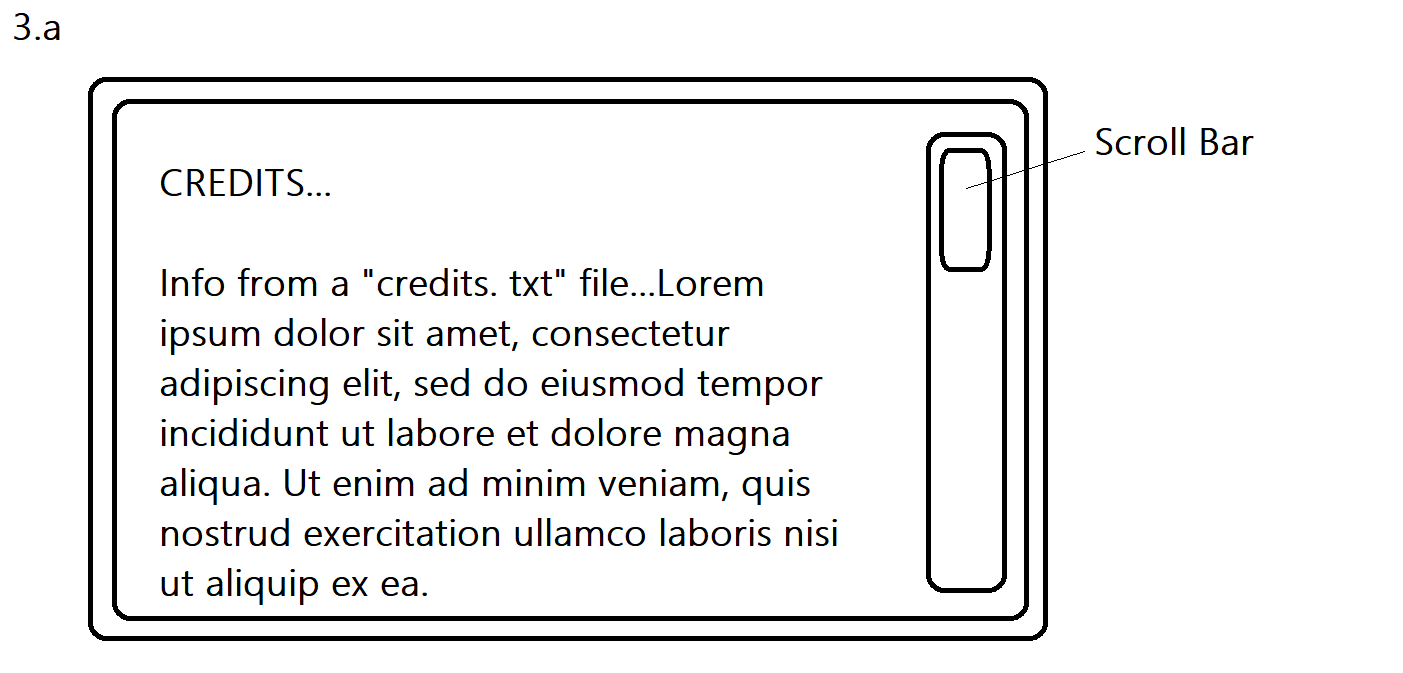 3.a
Scroll Bar
CREDITS...
Info from a "credits. txt" file...Lorem
ipsum dolor sit amet, consectetur
adipiscing elit, sed do eiusmod tempor
incididunt ut labore et dolore magna
aliqua. Ut enim ad minim veniam, quis
nostrud exercitation ullamco laboris nisi
ut aliquip ex ea.